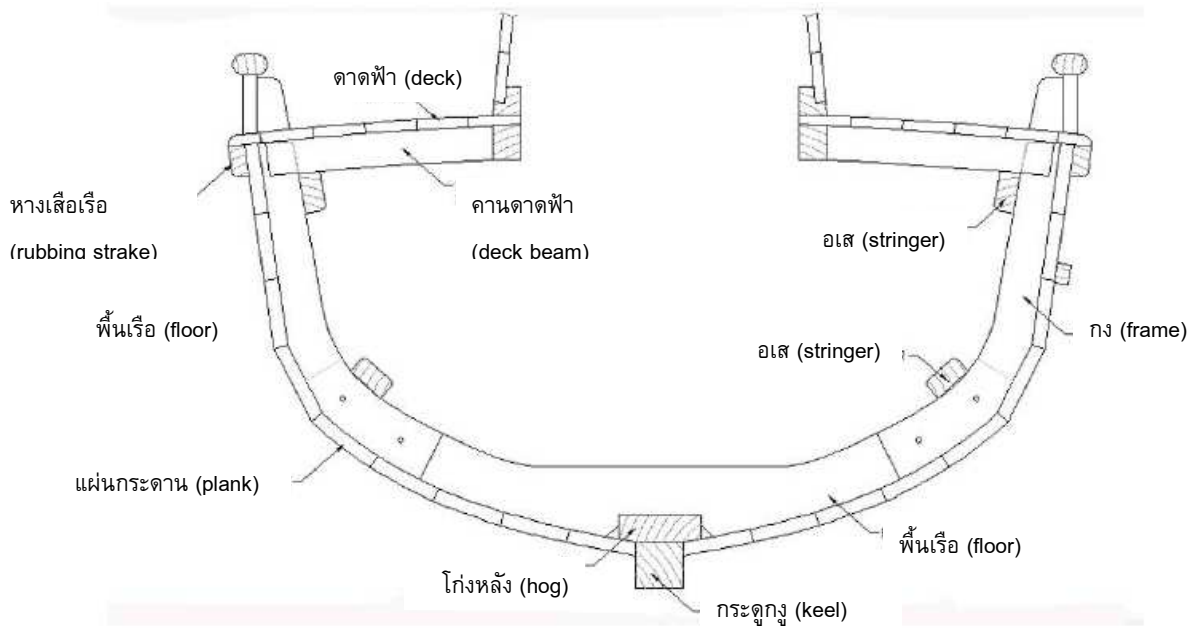 ดาดฟ้า (deck)
หางเสือเรือ
(rubbing strake)
คานดาดฟ้า
(deck beam)
อเส (stringer)
พื้นเรือ (floor)
กง (frame)
อเส (stringer)
แผ่นกระดาน (plank)
พื้นเรือ (floor)
โก่งหลัง (hog)
กระดูกงู (keel)